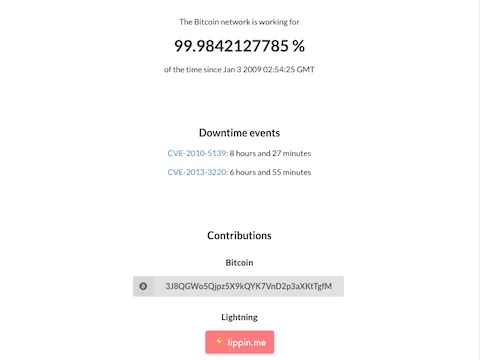 The Bitcoin network is working for
99.9842127785 %
of the time since Jan 3 2009 02:54:25 GMT
Downtime events
CVE-2010-5139: 8 hours and 27 minutes
CVE-2013-3220: 6 hours and 55 minutes
Contributions
Bitcoin
3J8QGWo5Qjpz5X9kQYK7VnD2p3aXKtTgfM
Lightning
tippin.me